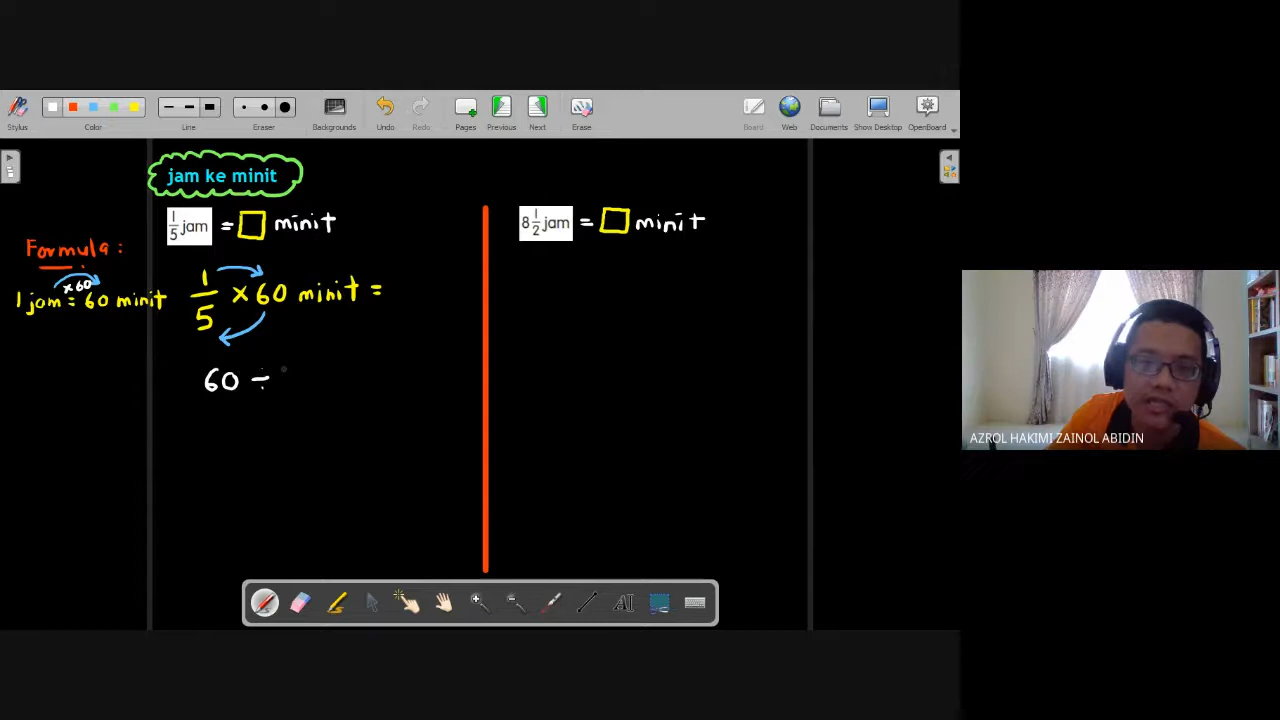 Stylus
Color
Line
Eraser
Backgrounds
Undo
Redo
Pages
Previous
Next
Erase
Board
Web
Documents
Show Desktop
OpenBoard
jam ke minit
1/5 jam = □ minit
8 1/2 jam = □ minit
Formula :
×60
1 jam = 60 minit
1/5 × 60 minit =
60 ÷
AZROL HAKIMI ZAINOL ABIDIN
AI